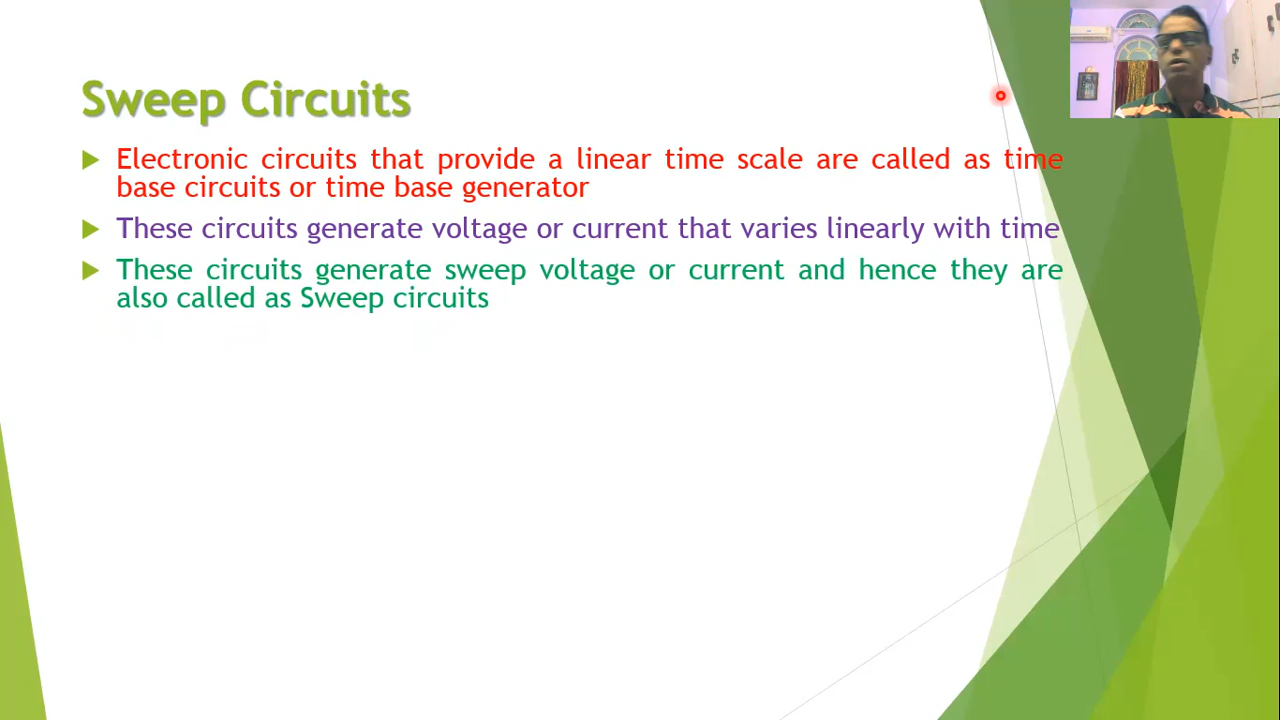 Sweep Circuits
Electronic circuits that provide a linear time scale are called as time
base circuits or time base generator
These circuits generate voltage or current that varies linearly with time
These circuits generate sweep voltage or current and hence they are
also called as Sweep circuits